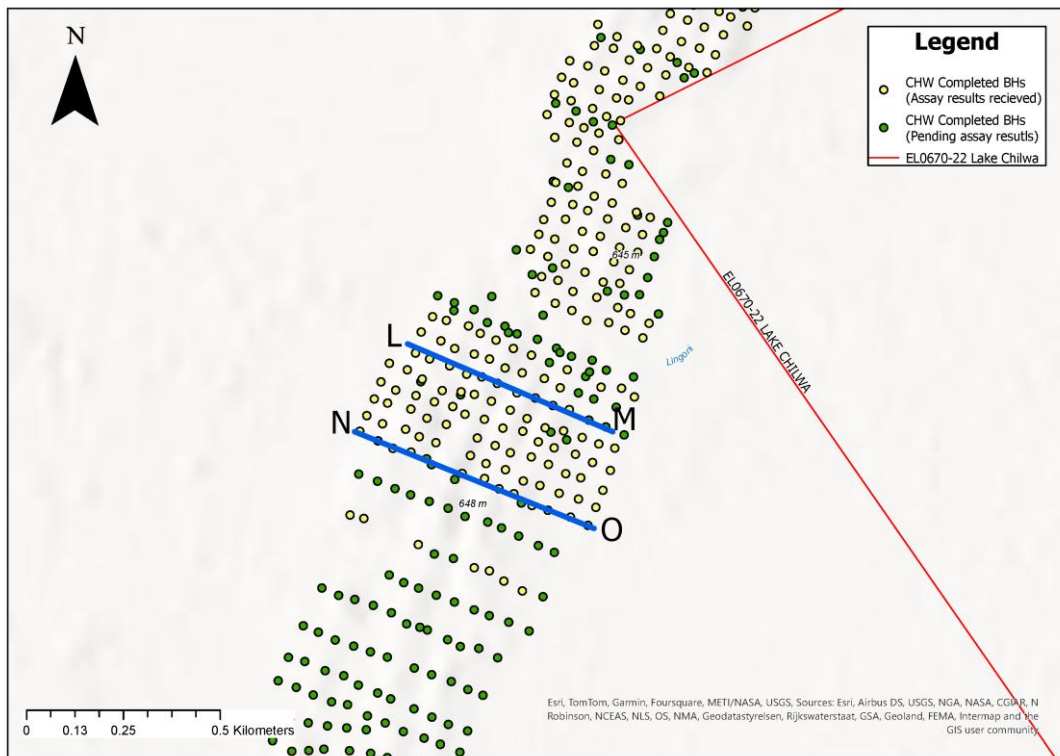 N
Legend
CHW Completed BHs
(Assay results recieved)
CHW Completed BHs
(Pending assay resutls)
EL0670-22 Lake Chilwa
645 m
EL0670-22 LAKE CHILWA
Lingoni
L
M
N
648 m
O
0 0.13 0.25 0.5 Kilometers
Esri, TomTom, Garmin, Foursquare, METI/NASA, USGS, Sources: Esri, Airbus DS, USGS, NGA, NASA, CGIAR, N
Robinson, NCEAS, NLS, OS, NMA, Geodatastyrelsen, Rijkswaterstaat, GSA, Geoland, FEMA, Intermap and the
GIS user community